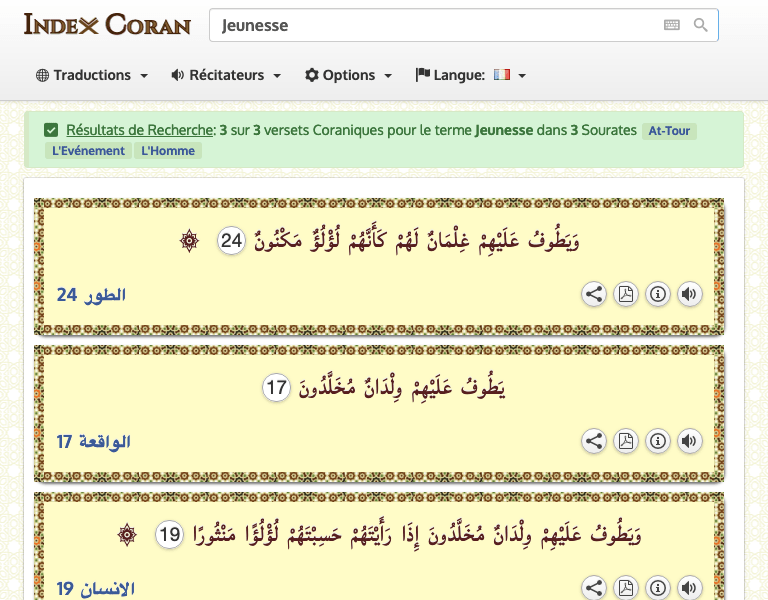 INDEX CORAN
Jeunesse
Traductions
Récitateurs
Options
Langue:
Résultats de Recherche: 3 sur 3 versets Coraniques pour le terme Jeunesse dans 3 Sourates At-Tour
L'Evénement L'Homme
وَيَطُوفُ عَلَيْهِمْ غِلْمَانٌ لَهُمْ كَأَنَّهُمْ لُؤْلُؤٌ مَكْنُونٌ 24 ۞
الطور 24
يَطُوفُ عَلَيْهِمْ وِلْدَانٌ مُخَلَّدُونَ 17
الواقعة 17
وَيَطُوفُ عَلَيْهِمْ وِلْدَانٌ مُخَلَّدُونَ إِذَا رَأَيْتَهُمْ حَسِبْتَهُمْ لُؤْلُؤًا مَنْثُورًا 19 ۞
الانسان 19